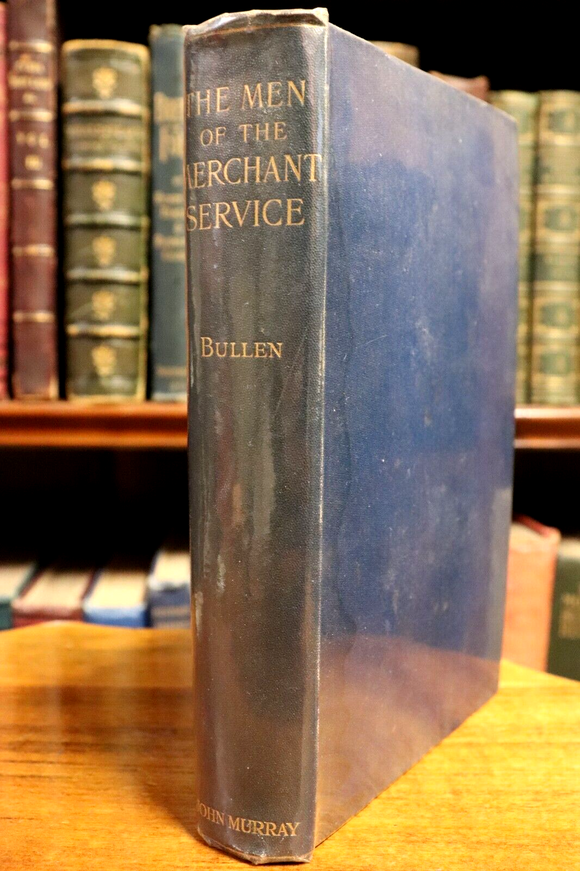 THE MEN
OF THE
MERCHANT
SERVICE
BULLEN
JOHN MURRAY